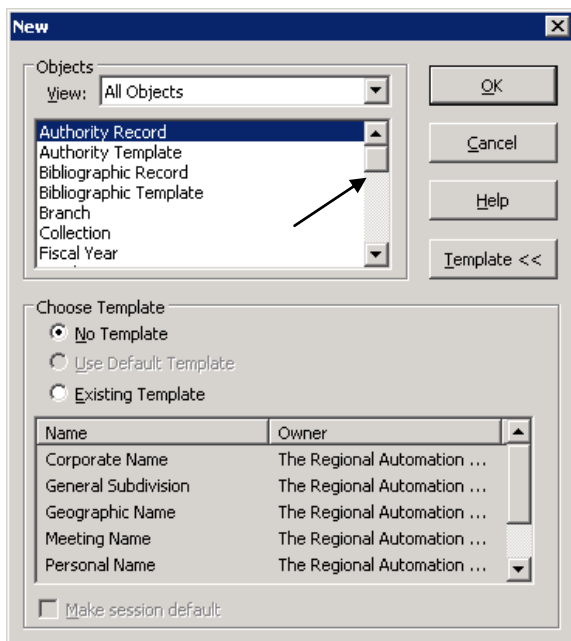 New
Objects
View: All Objects
OK
Authority Record
Authority Template
Bibliographic Record
Bibliographic Template
Branch
Collection
Fiscal Year
Cancel
Help
Template <<
Choose Template
No Template
Use Default Template
Existing Template
Name Owner
Corporate Name The Regional Automation ...
General Subdivision The Regional Automation ...
Geographic Name The Regional Automation ...
Meeting Name The Regional Automation ...
Personal Name The Regional Automation ...
Make session default